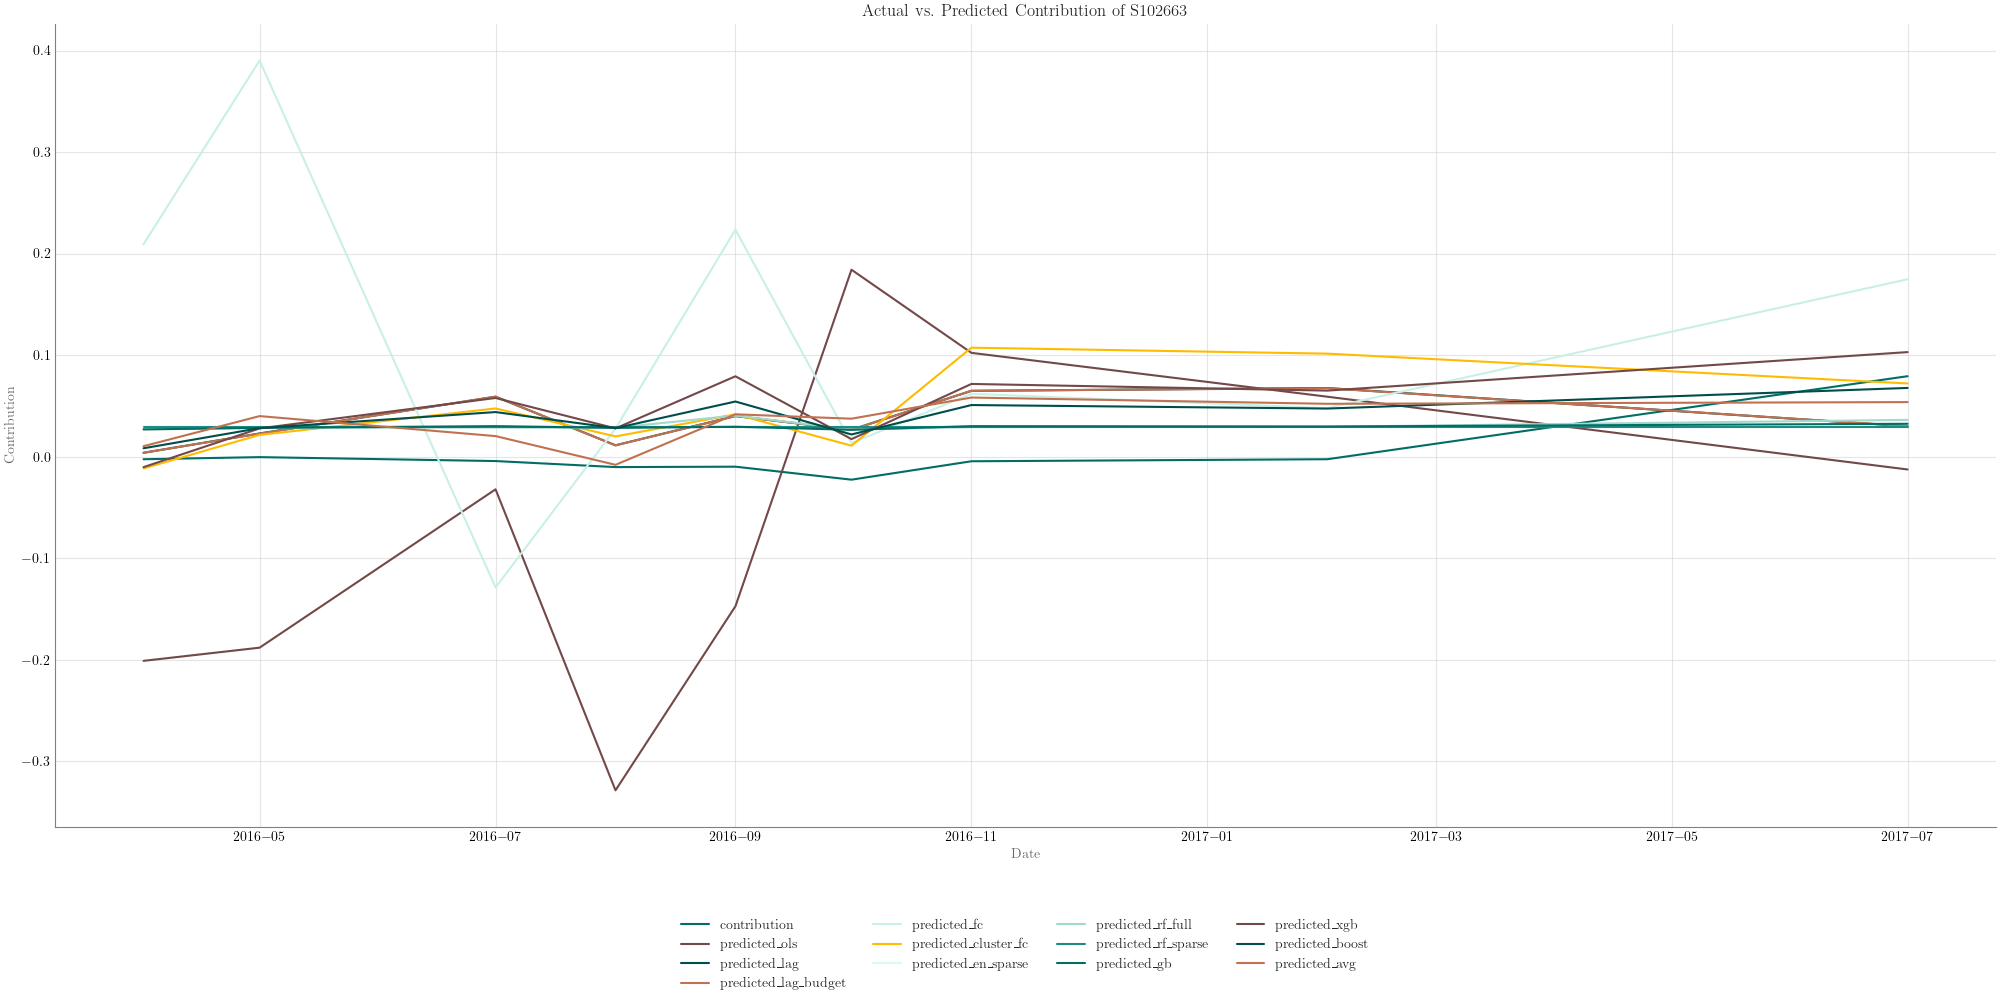 Actual vs. Predicted Contribution of S102663
0.4
0.3
0.2
0.1
0.0
−0.1
−0.2
−0.3
Contribution
2016−05 2016−07 2016−09 2016−11 2017−01 2017−03 2017−05 2017−07
Date
contribution predicted_fc predicted_rf_full predicted_xgb
predicted_ols predicted_cluster_fc predicted_rf_sparse predicted_boost
predicted_lag predicted_en_sparse predicted_gb predicted_avg
predicted_lag_budget